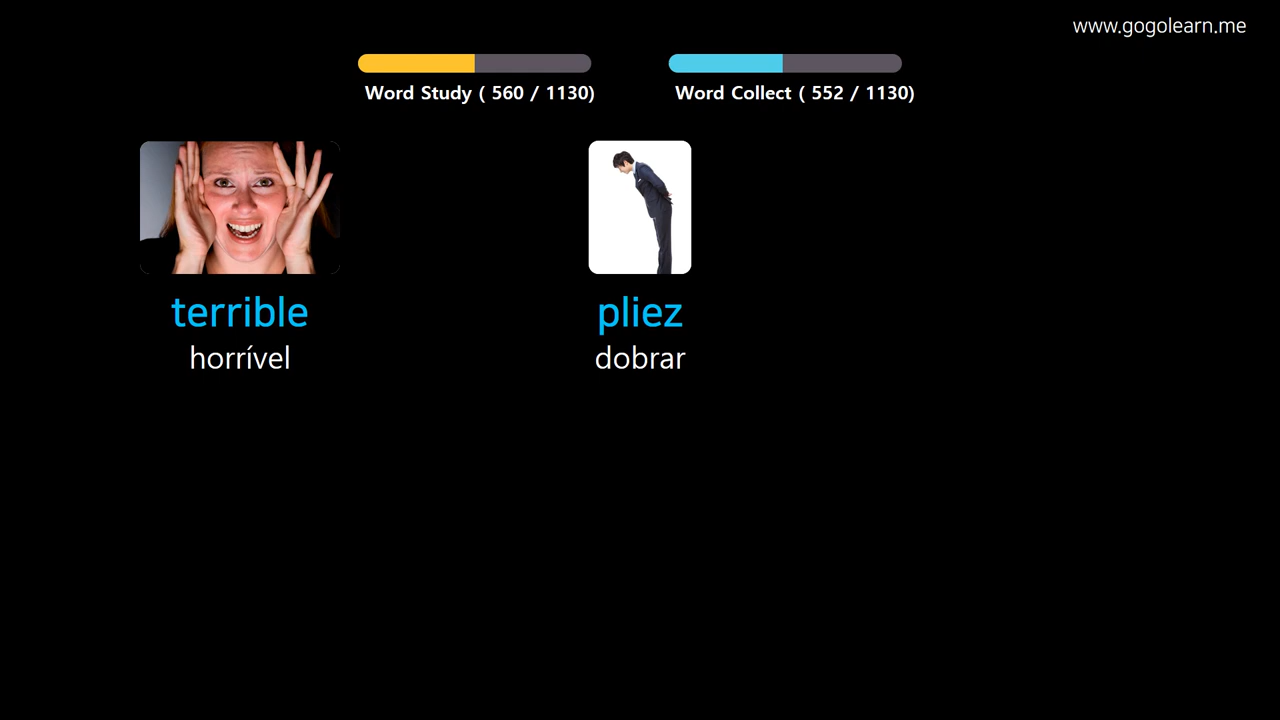 www.gogolearn.me
Word Study ( 560 / 1130)
Word Collect ( 552 / 1130)
terrible
horrível
pliez
dobrar